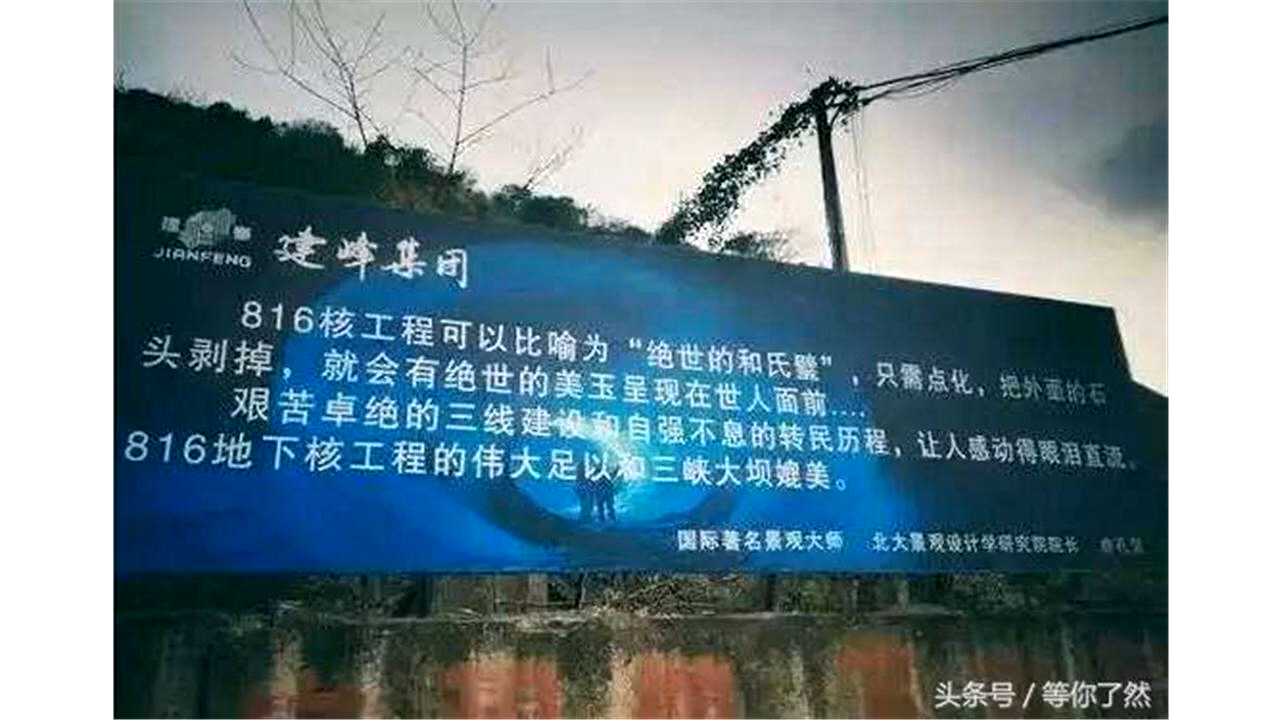 JIANFENG
建峰集团
816核工程可以比喻为“绝世的和氏璧”，只需点化，把外面的石
头剥掉，就会有绝世的美玉呈现在世人面前....
艰苦卓绝的三线建设和自强不息的转民历程，让人感动得眼泪直流。
816地下核工程的伟大足以和三峡大坝媲美。
国际著名景观大师 北大景观设计学研究院院长
头条号 / 等你了然